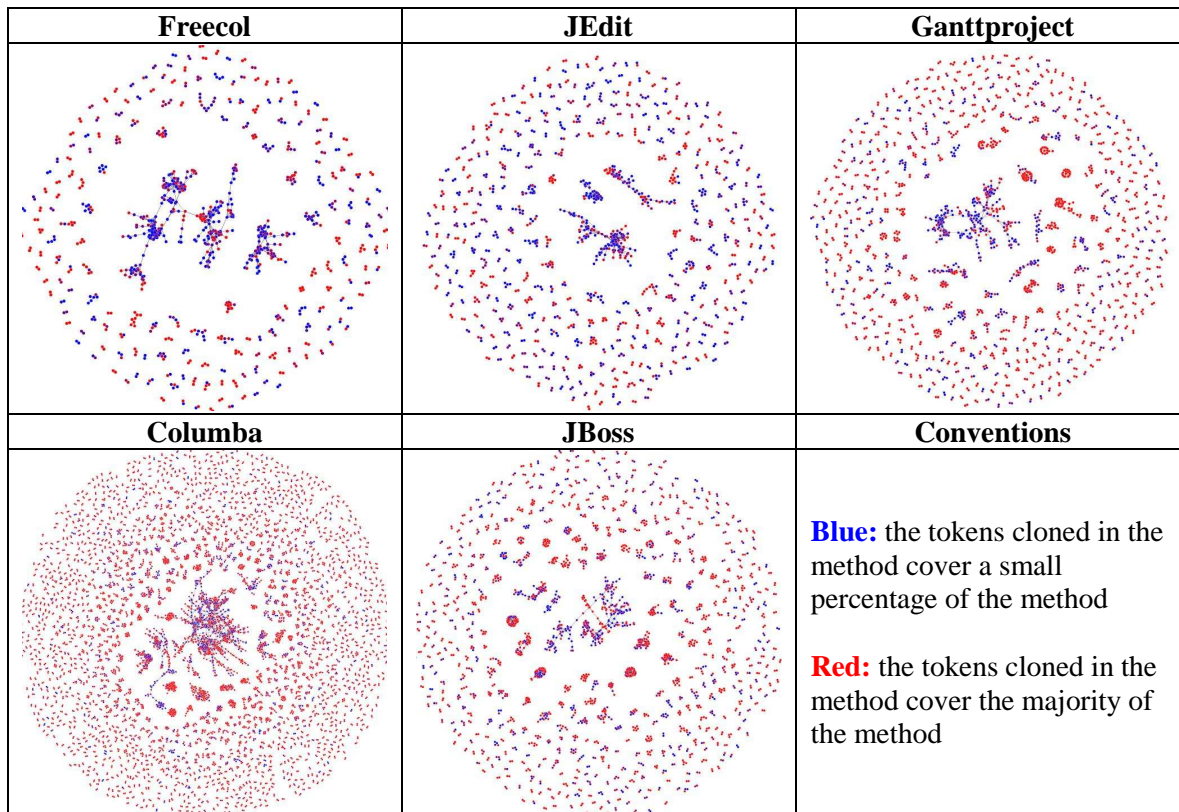 Freecol
JEdit
Ganttproject
Columba
JBoss
Conventions
Blue: the tokens cloned in the
method cover a small
percentage of the method
Red: the tokens cloned in the
method cover the majority of
the method